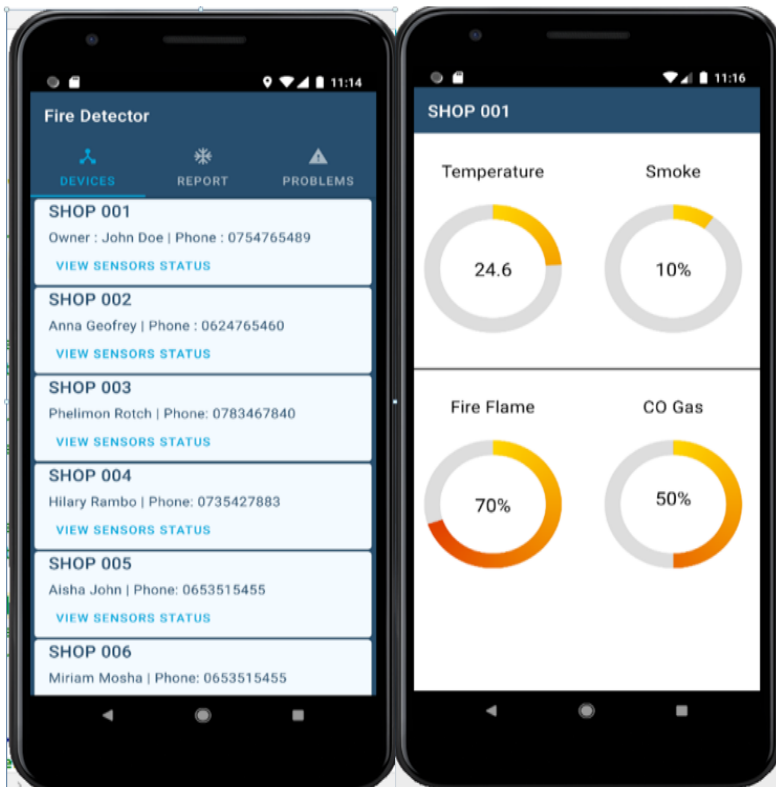 11:14
Fire Detector
DEVICES REPORT PROBLEMS
SHOP 001
Owner : John Doe | Phone : 0754765489
VIEW SENSORS STATUS
SHOP 002
Anna Geofrey | Phone : 0624765460
VIEW SENSORS STATUS
SHOP 003
Phelimon Rotch | Phone: 0783467840
VIEW SENSORS STATUS
SHOP 004
Hilary Rambo | Phone: 0735427883
VIEW SENSORS STATUS
SHOP 005
Aisha John | Phone: 0653515455
VIEW SENSORS STATUS
SHOP 006
Miriam Mosha | Phone: 0653515455
11:16
SHOP 001
Temperature Smoke
24.6 10%
Fire Flame CO Gas
70% 50%